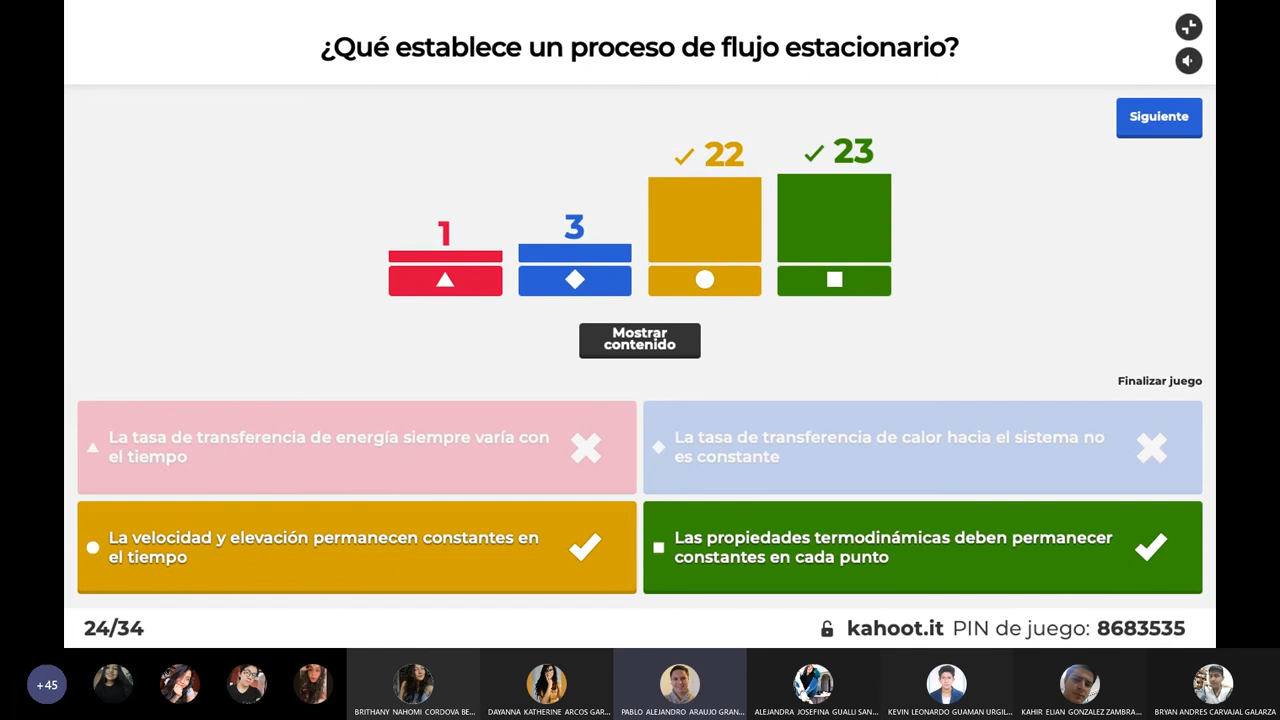 ¿Qué establece un proceso de flujo estacionario?
Siguiente
1
3
22
23
Mostrar
contenido
Finalizar juego
La tasa de transferencia de energía siempre varía con
el tiempo
La tasa de transferencia de calor hacia el sistema no
es constante
La velocidad y elevación permanecen constantes en
el tiempo
Las propiedades termodinámicas deben permanecer
constantes en cada punto
24/34
kahoot.it PIN de juego: 8683535
+45
BRITHANY NAHOMI CORDOVA BE...
DAYANNA KATHERINE ARCOS GAR...
PABLO ALEJANDRO ARAUJO GRAN...
ALEJANDRA JOSEFINA GUALLI SAN...
KEVIN LEONARDO GUAMAN URGIL...
KAHIR ELIAN GONZALEZ ZAMBRA...
BRYAN ANDRES CARVAJAL GALARZA